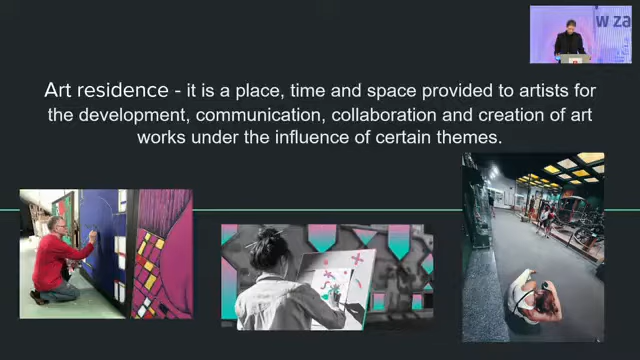 w za
Art residence - it is a place, time and space provided to artists for
the development, communication, collaboration and creation of art
works under the influence of certain themes.